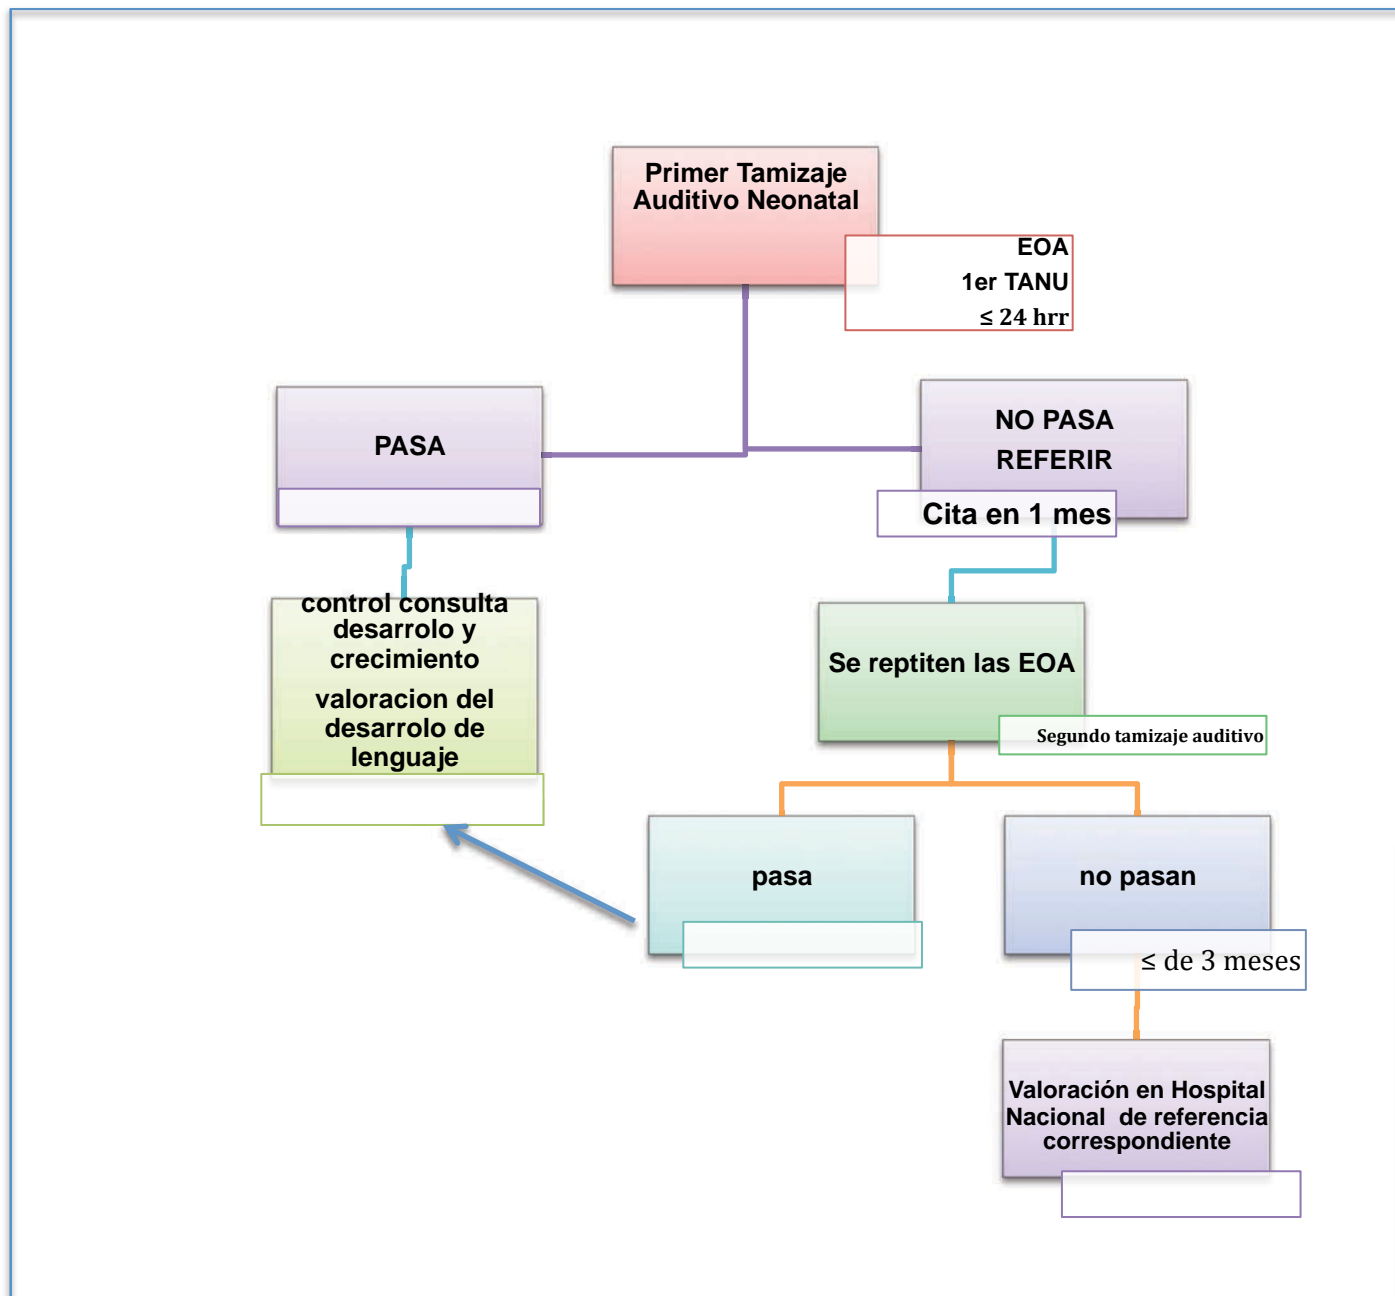 Primer Tamizaje
Auditivo Neonatal
EOA
1er TANU
≤ 24 hrr
PASA
NO PASA
REFERIR
Cita en 1 mes
control consulta
desarrolo y
crecimiento
valoracion del
desarrolo de
lenguaje
Se reptiten las EOA
Segundo tamizaje auditivo
pasa
no pasan
≤ de 3 meses
Valoración en Hospital
Nacional  de referencia
correspondiente